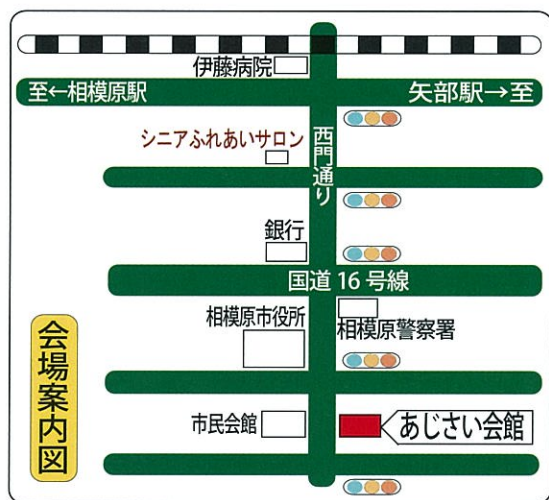 伊藤病院
至←相模原駅
矢部駅→至
シニアふれあいサロン
西門通り
銀行
国道16号線
相模原市役所
相模原警察署
会場案内図
市民会館
あじさい会館